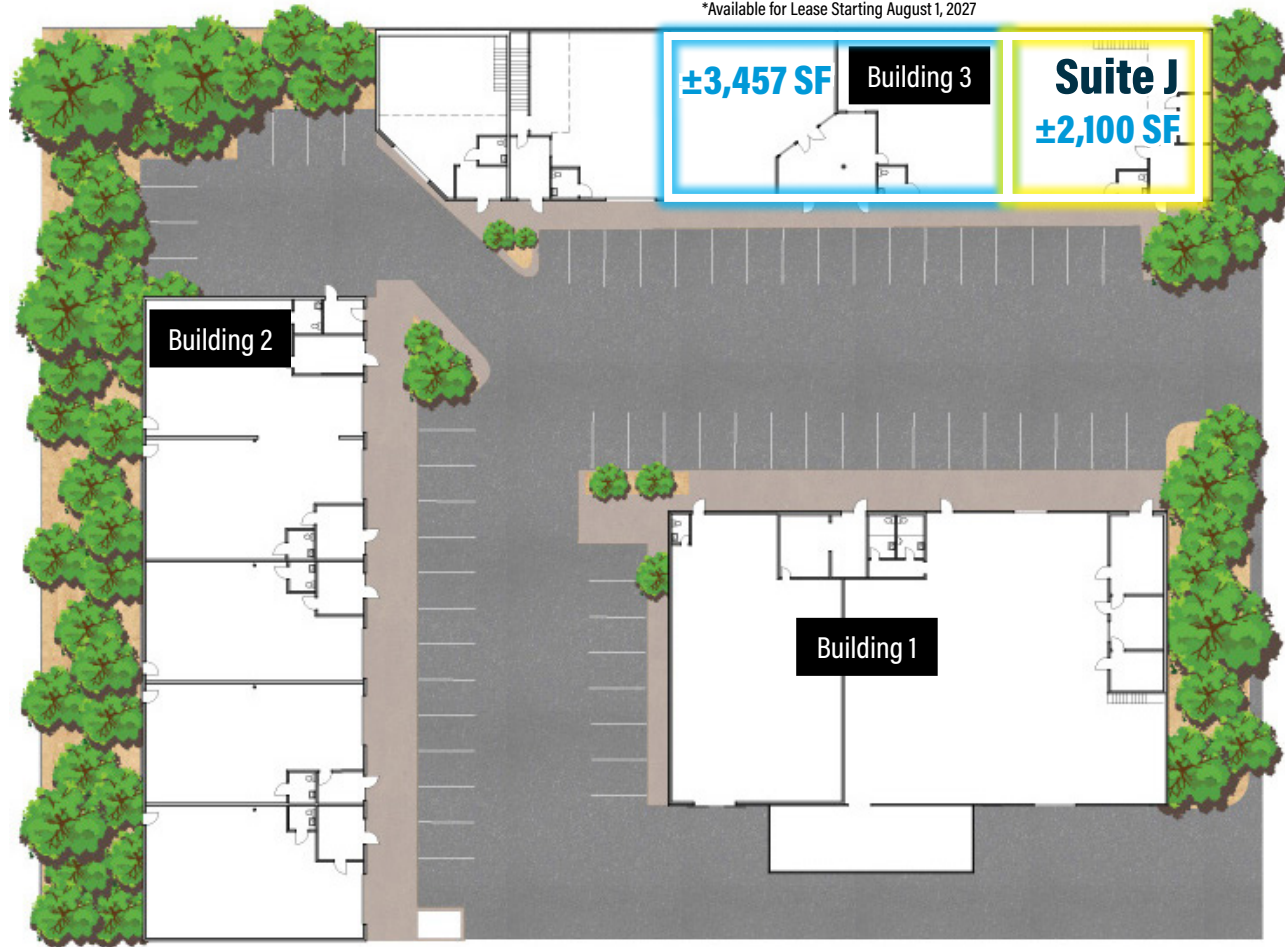 *Available for Lease Starting August 1, 2027
±3,457 SF
Building 3
Suite J
±2,100 SF
Building 2
Building 1